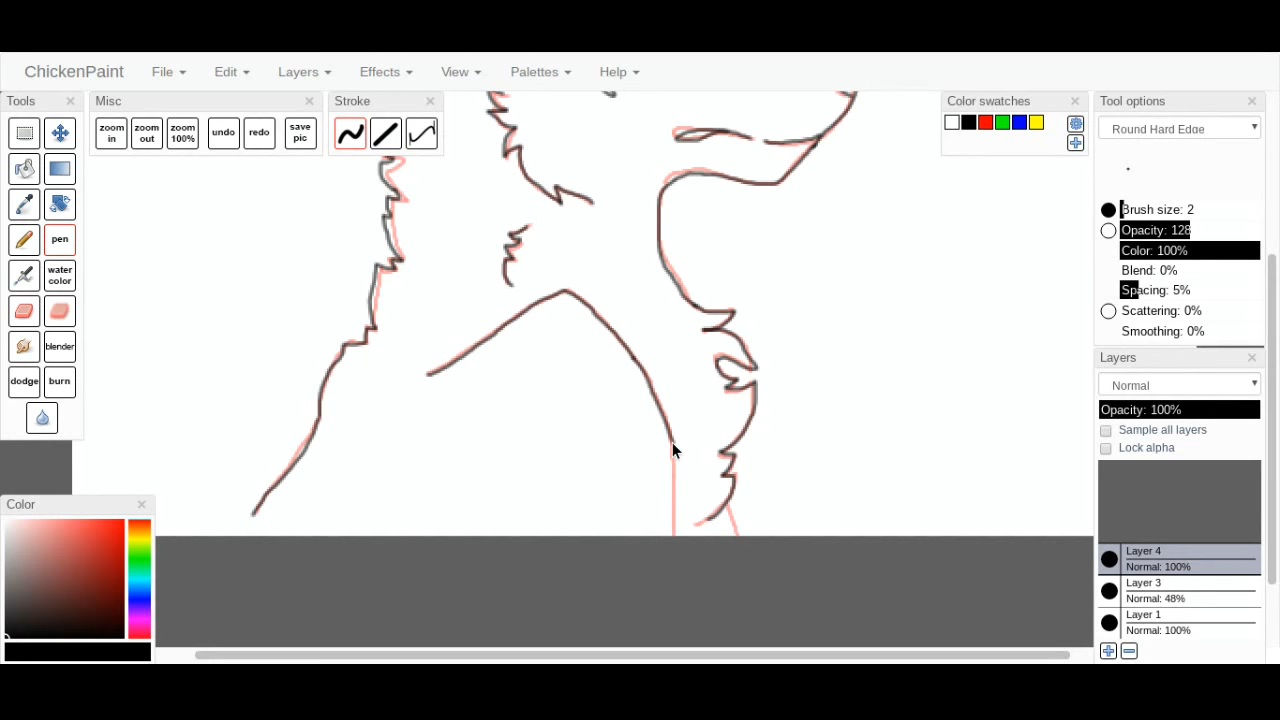 ChickenPaint File Edit Layers Effects View Palettes Help
Tools
Misc
Stroke
Color swatches
Tool options
zoom in
zoom out
zoom 100%
undo
redo
save pic
Round Hard Edge
Brush size: 2
Opacity: 128
Color: 100%
Blend: 0%
Spacing: 5%
Scattering: 0%
Smoothing: 0%
pen
water color
blender
dodge
burn
Layers
Normal
Opacity: 100%
Sample all layers
Lock alpha
Color
Layer 4
Normal: 100%
Layer 3
Normal: 48%
Layer 1
Normal: 100%